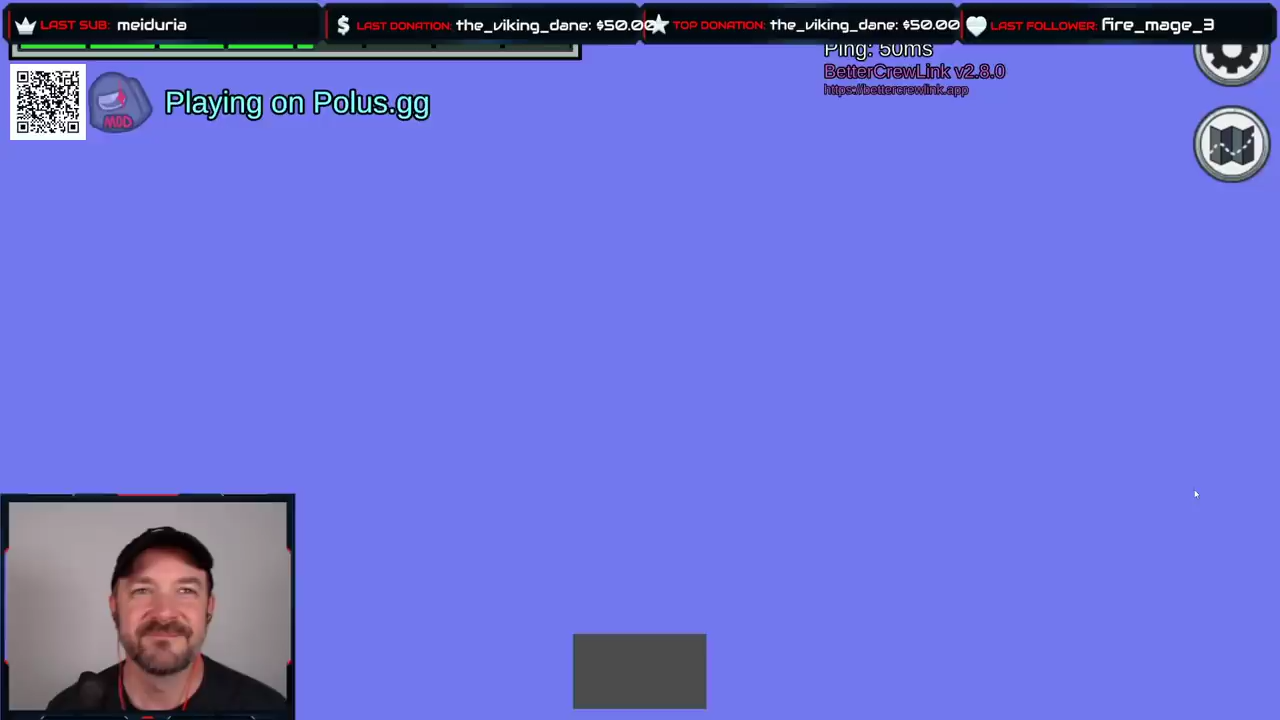 LAST SUB: meiduria
LAST DONATION: the_viking_dane: $50.00
TOP DONATION: the_viking_dane: $50.00
LAST FOLLOWER: fire_mage_3
Ping: 50ms
BetterCrewLink v2.8.0
https://bettercrewlink.app
MOD
Playing on Polus.gg